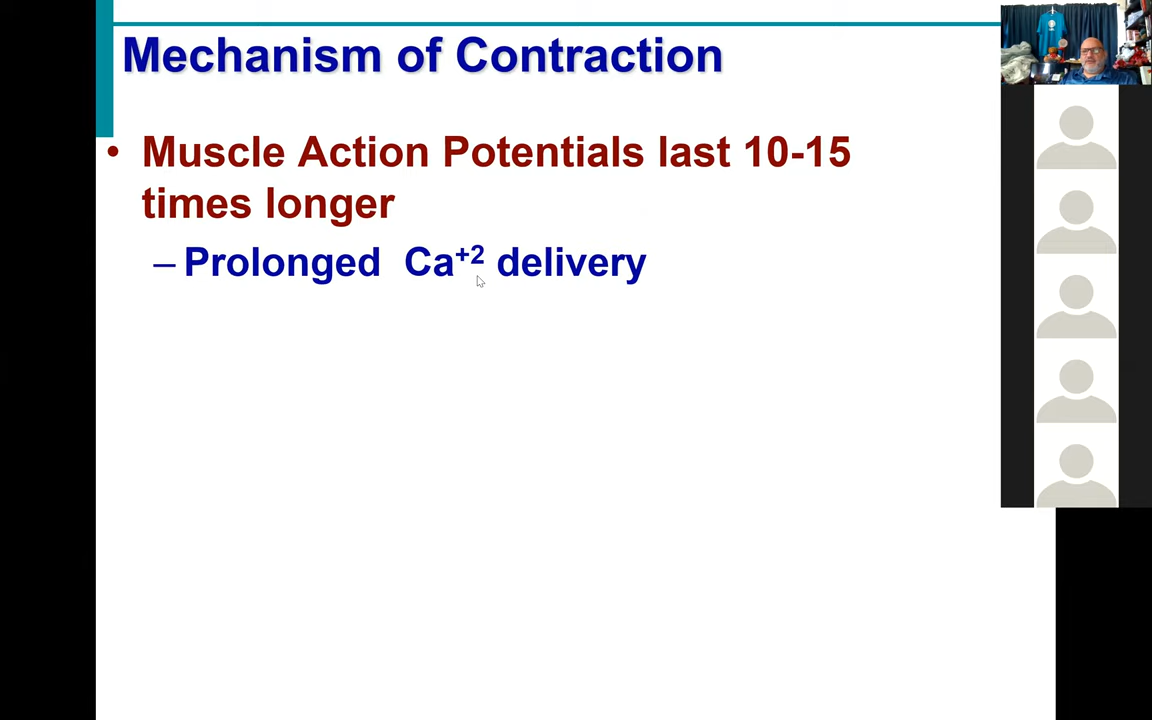 Mechanism of Contraction
• Muscle Action Potentials last 10-15
times longer
– Prolonged Ca⁺² delivery